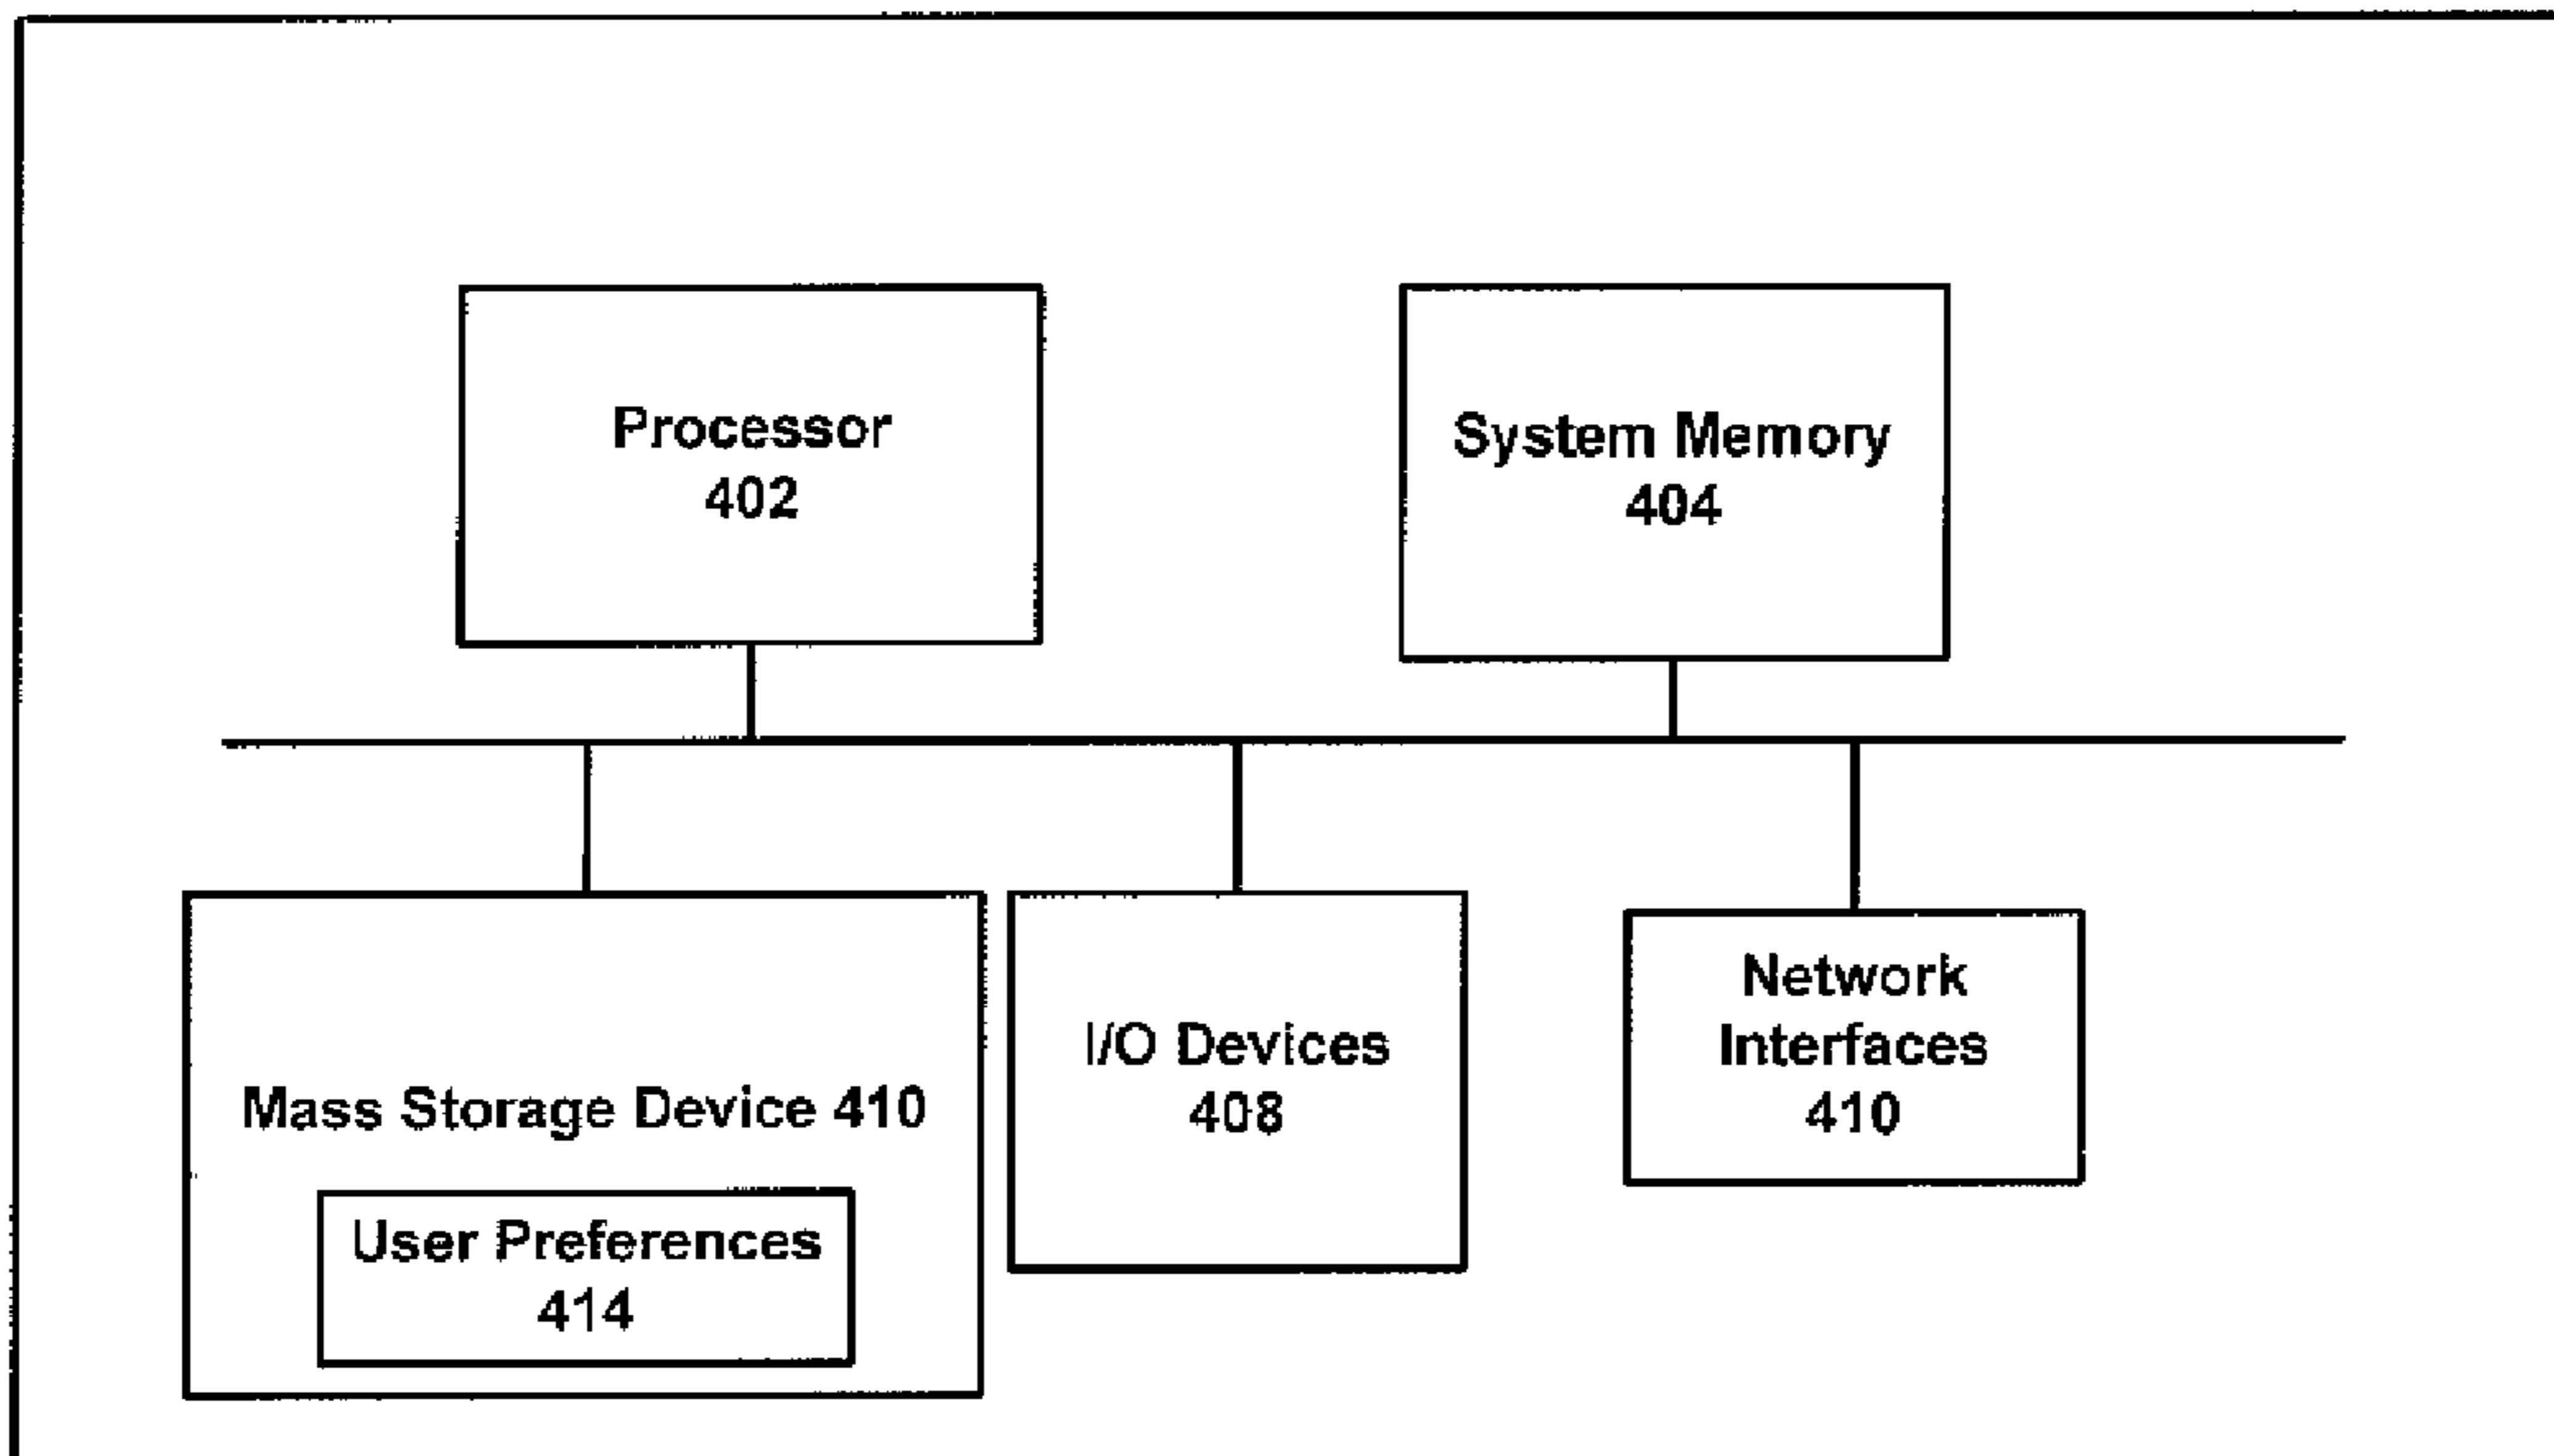 Processor
402
System Memory
404
Mass Storage Device 410
User Preferences
414
I/O Devices
408
Network
Interfaces
410